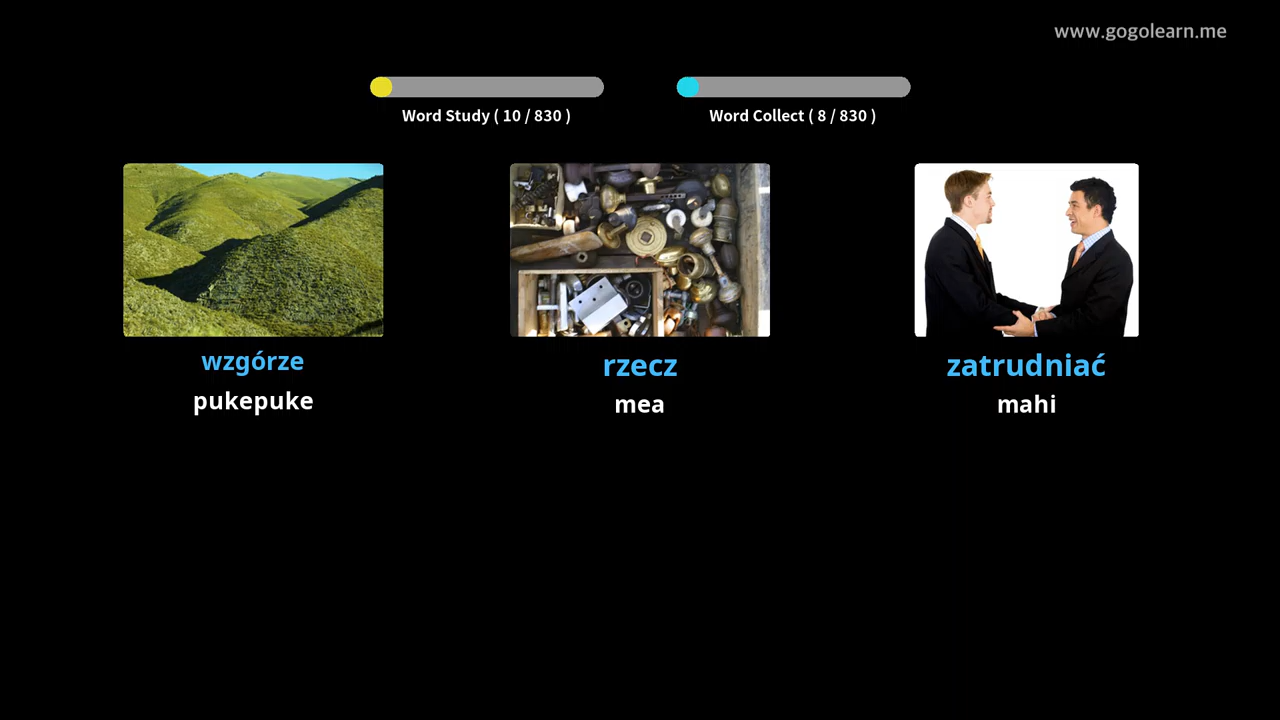 www.gogolearn.me
Word Study ( 10 / 830 )
Word Collect ( 8 / 830 )
wzgórze
pukepuke
rzecz
mea
zatrudniać
mahi